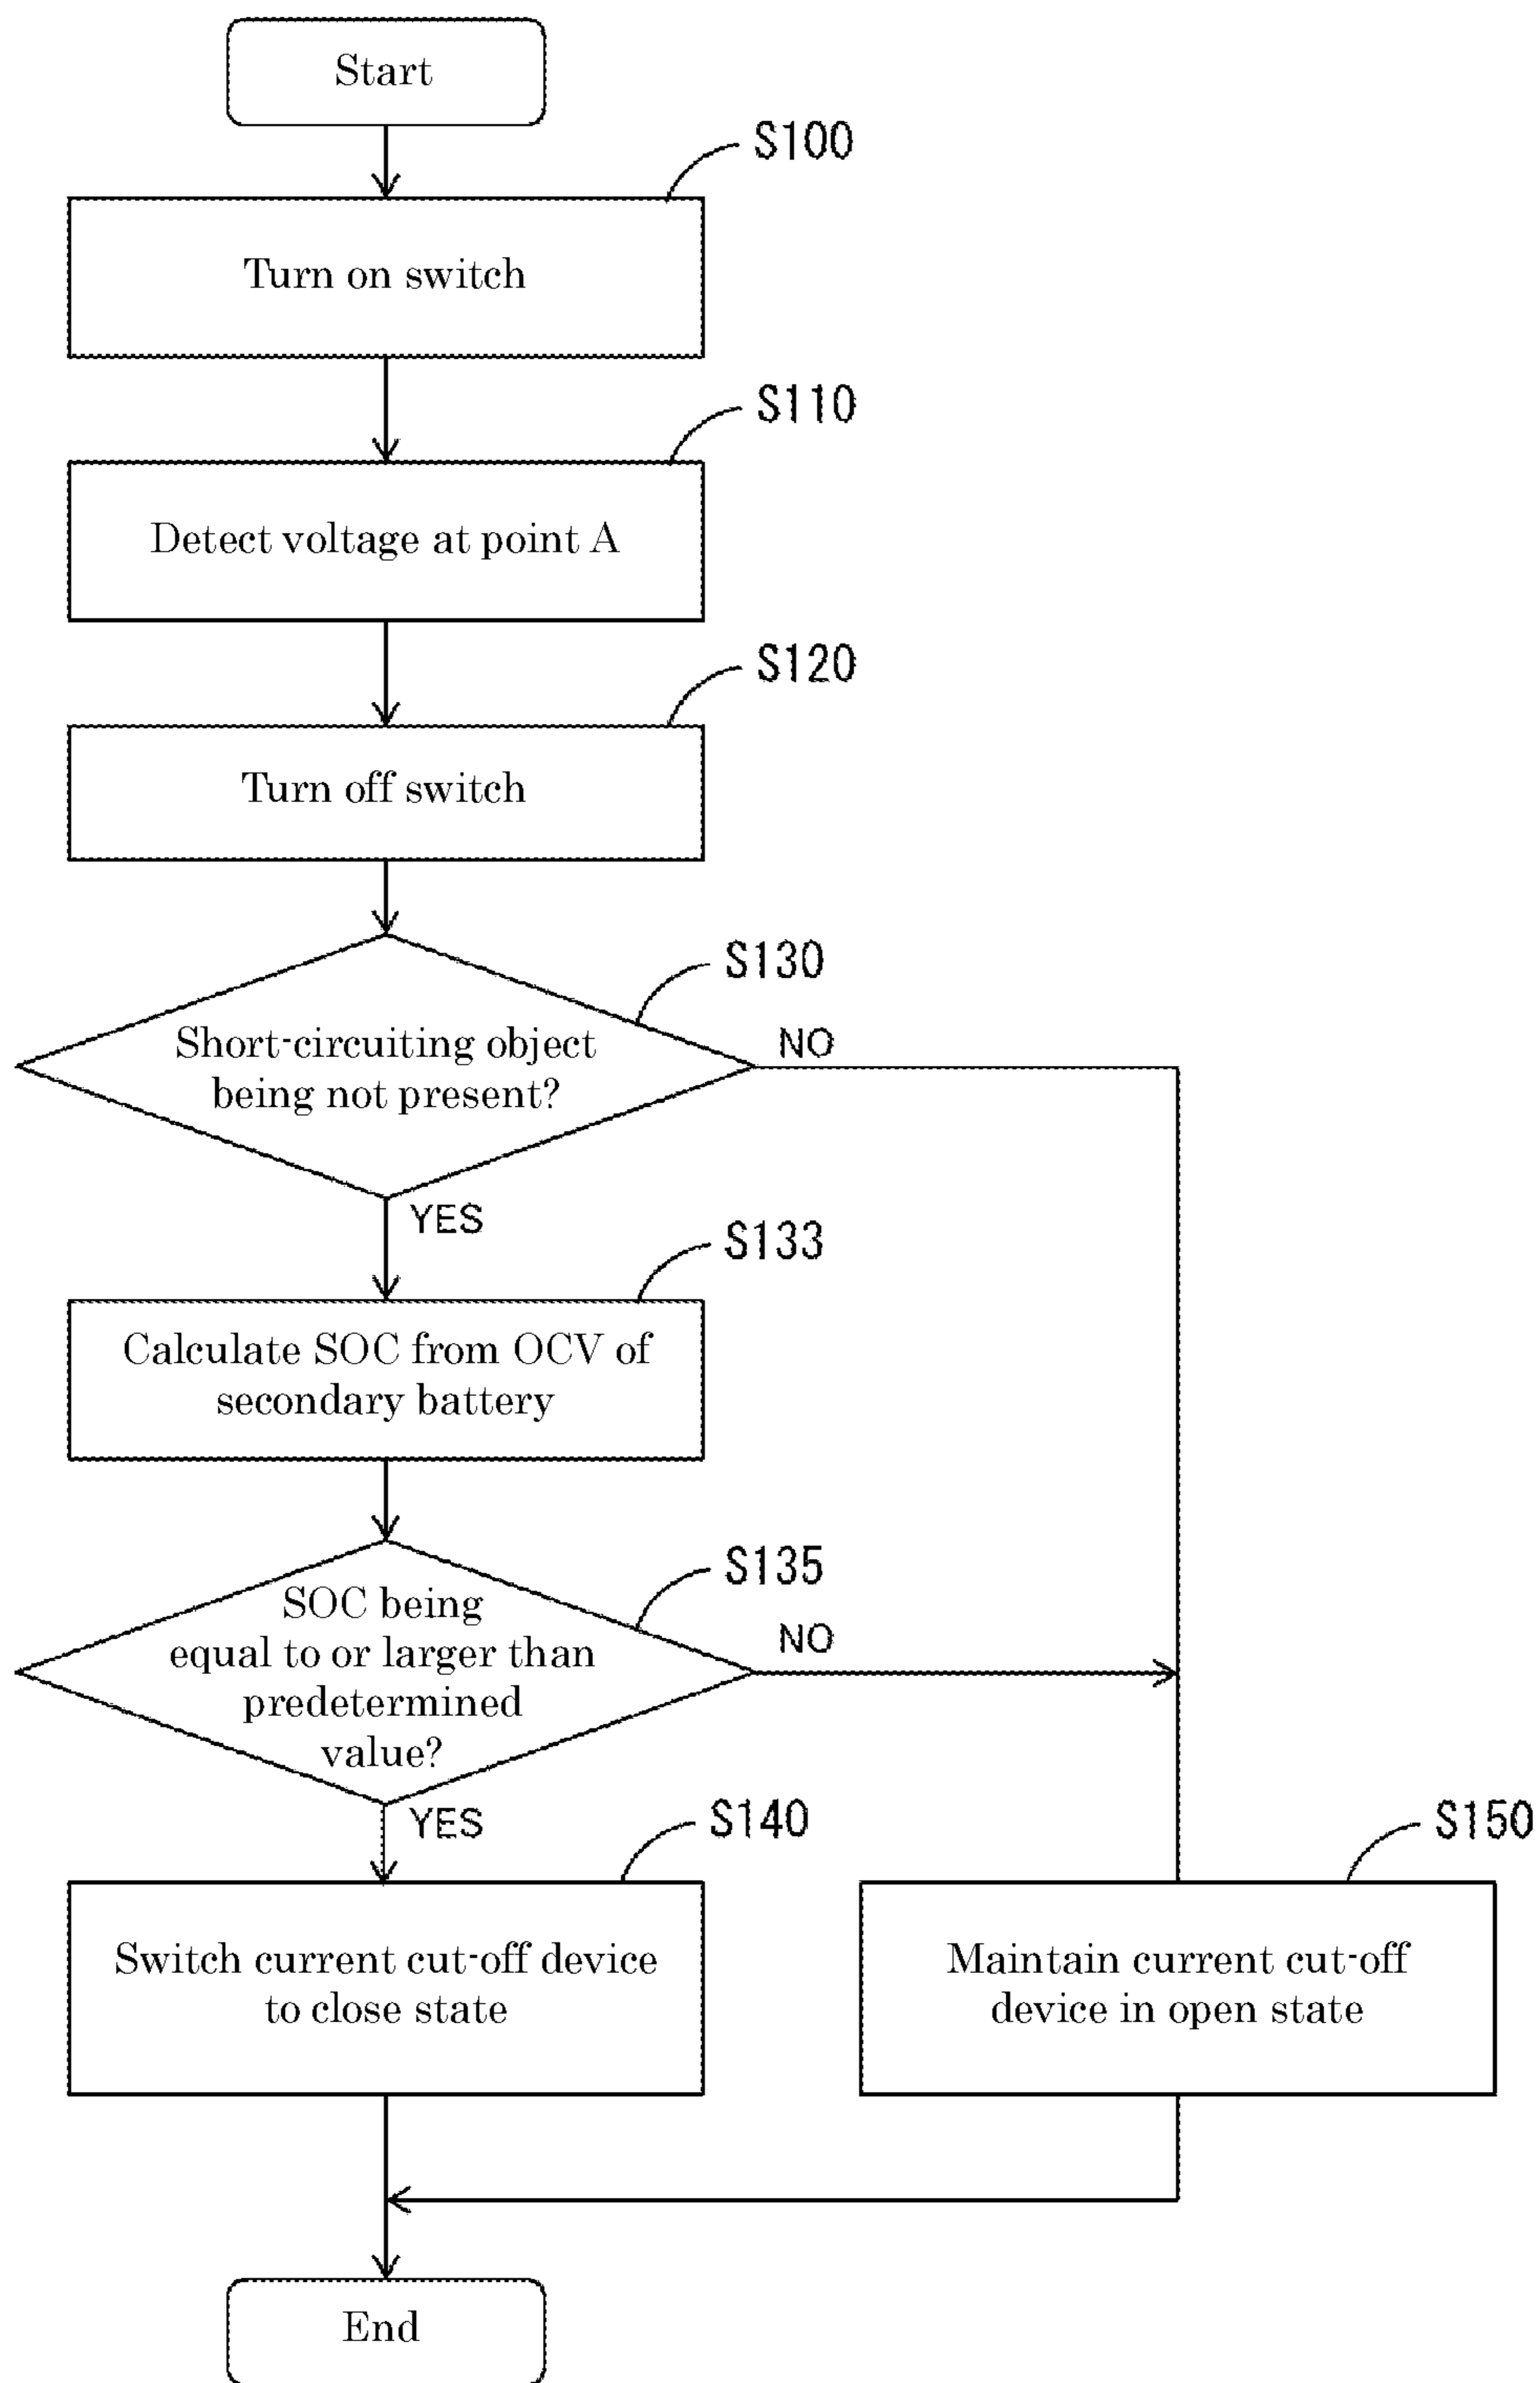 Start
S100
Turn on switch
S110
Detect voltage at point A
S120
Turn off switch
S130
Short-circuiting object
being not present?
NO
YES
S133
Calculate SOC from OCV of
secondary battery
S135
SOC being
equal to or larger than
predetermined
value?
NO
YES
S140
Switch current cut-off device
to close state
S150
Maintain current cut-off
device in open state
End